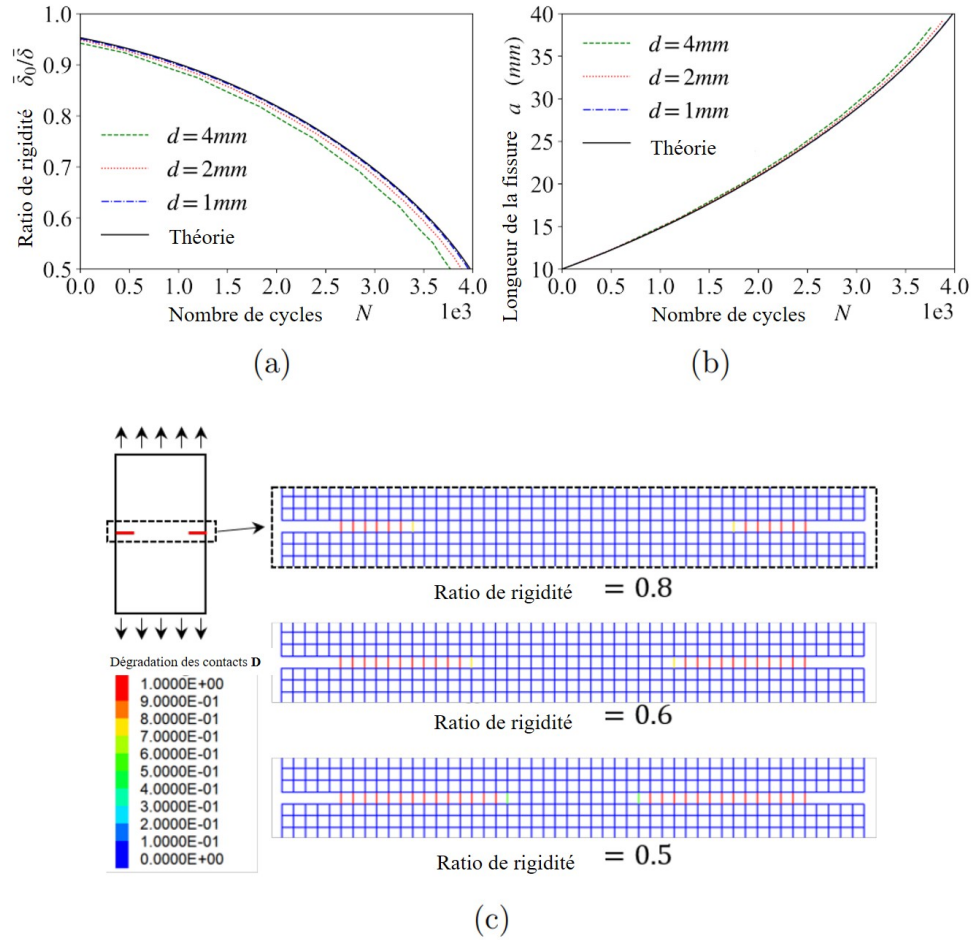 1.0
0.9
0.8
0.7
0.6
0.5
Ratio de rigidité δ̄₀/δ̄
d = 4mm
d = 2mm
d = 1mm
Théorie
0.0 0.5 1.0 1.5 2.0 2.5 3.0 3.5 4.0
Nombre de cycles N 1e3
(a)
40
35
30
25
20
15
10
Longueur de la fissure a (mm)
d = 4mm
d = 2mm
d = 1mm
Théorie
0.0 0.5 1.0 1.5 2.0 2.5 3.0 3.5 4.0
Nombre de cycles N 1e3
(b)
Ratio de rigidité = 0.8
Ratio de rigidité = 0.6
Ratio de rigidité = 0.5
Dégradation des contacts D
1.0000E+00
9.0000E-01
8.0000E-01
7.0000E-01
6.0000E-01
5.0000E-01
4.0000E-01
3.0000E-01
2.0000E-01
1.0000E-01
0.0000E+00
(c)